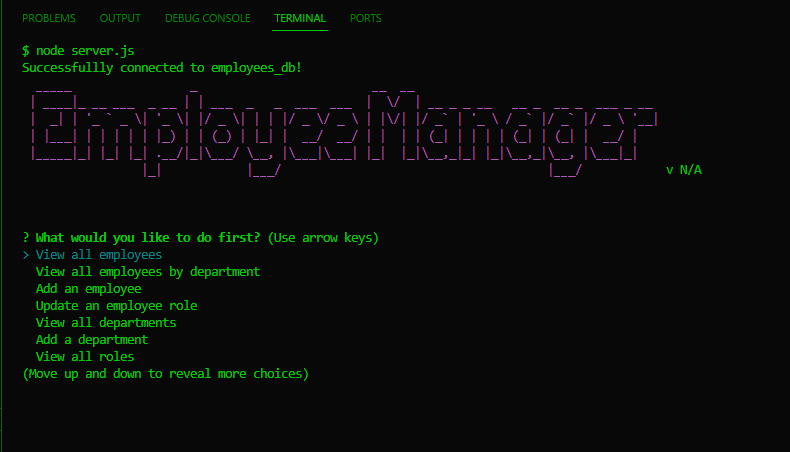 PROBLEMS OUTPUT DEBUG CONSOLE TERMINAL PORTS
$ node server.js
Successfullly connected to employees_db!
Employee Manager
v N/A
? What would you like to do first? (Use arrow keys)
> View all employees
View all employees by department
Add an employee
Update an employee role
View all departments
Add a department
View all roles
(Move up and down to reveal more choices)